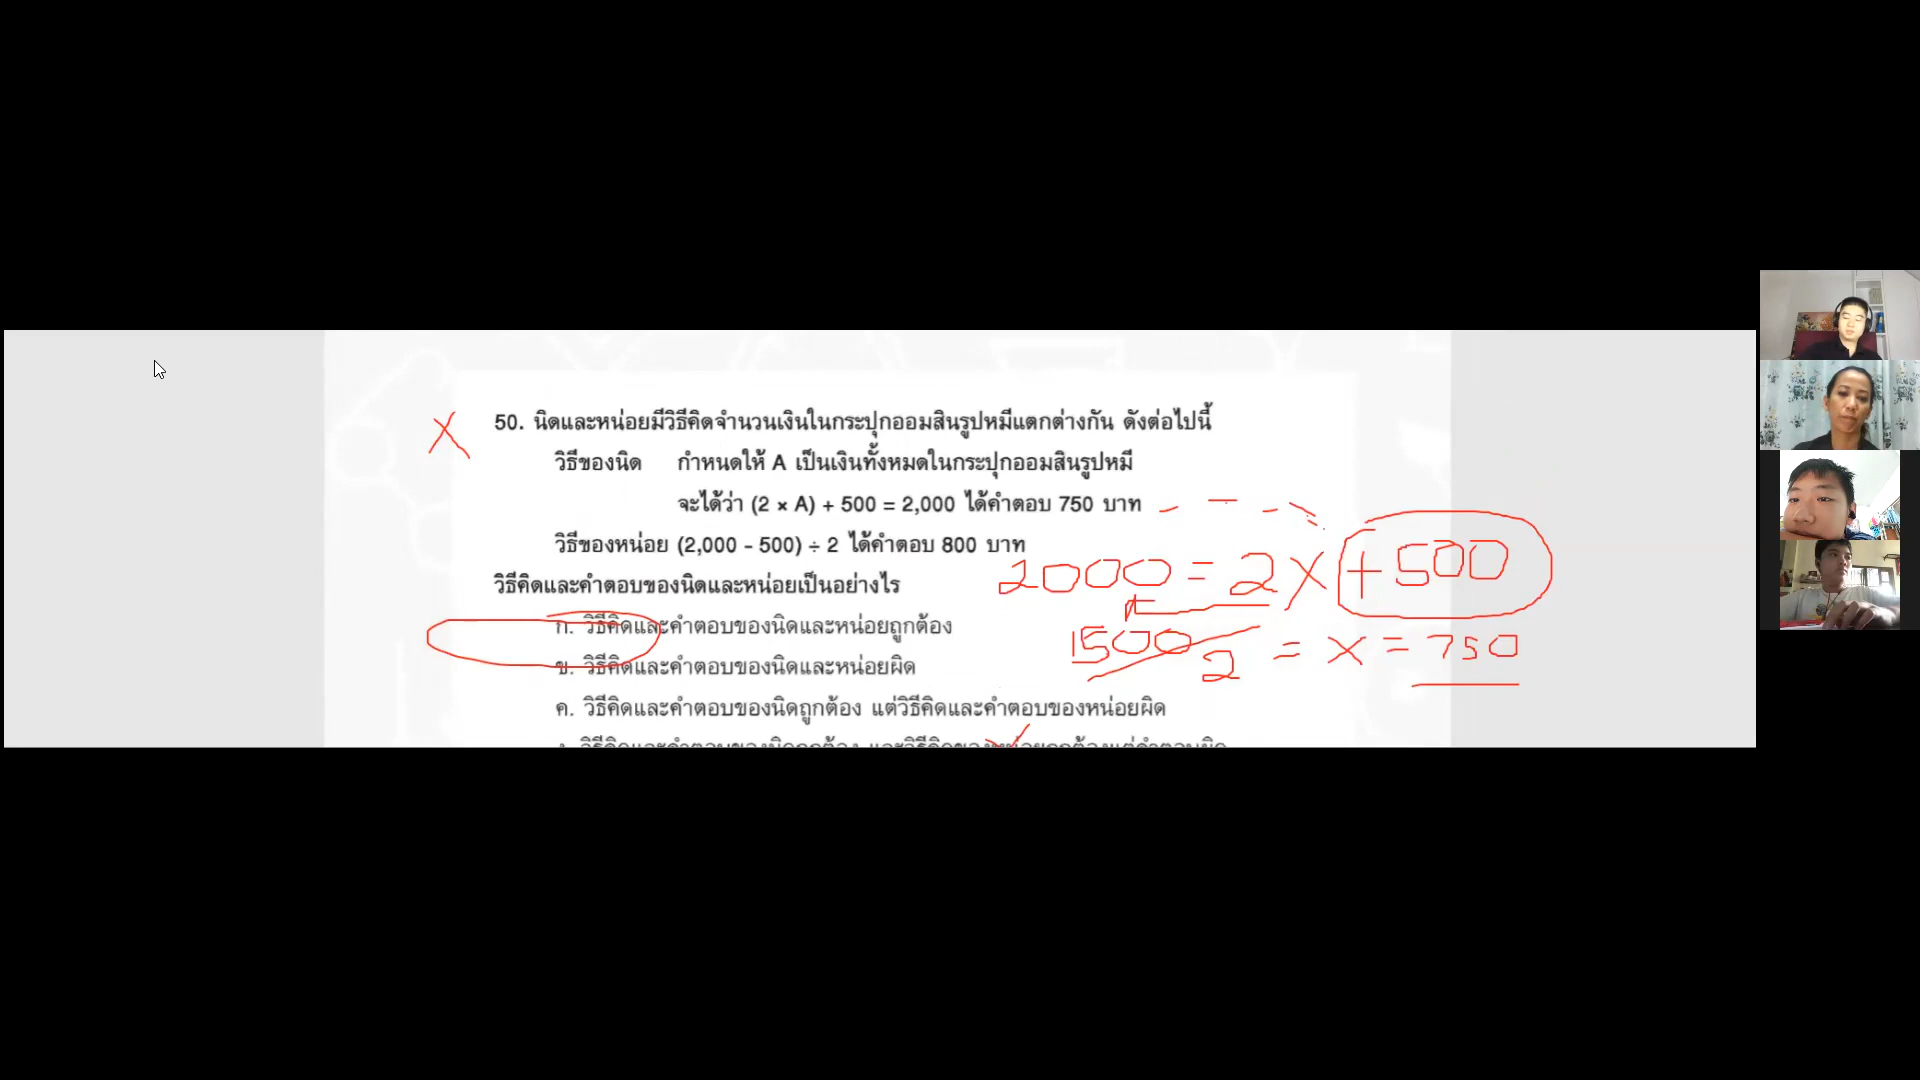 50. นิดและหน่อยมีวิธีคิดจำนวนเงินในกระปุกออมสินรูปหมีแตกต่างกัน ดังต่อไปนี้
วิธีของนิด กำหนดให้ A เป็นเงินทั้งหมดในกระปุกออมสินรูปหมี
จะได้ว่า (2 × A) + 500 = 2,000 ได้คำตอบ 750 บาท
วิธีของหน่อย (2,000 - 500) ÷ 2 ได้คำตอบ 800 บาท
2000 = 2x + 500
วิธีคิดและคำตอบของนิดและหน่อยเป็นอย่างไร
ก. วิธีคิดและคำตอบของนิดและหน่อยถูกต้อง
1500 2 = x = 750
ข. วิธีคิดและคำตอบของนิดและหน่อยผิด
ค. วิธีคิดและคำตอบของนิดถูกต้อง แต่วิธีคิดและคำตอบของหน่อยผิด